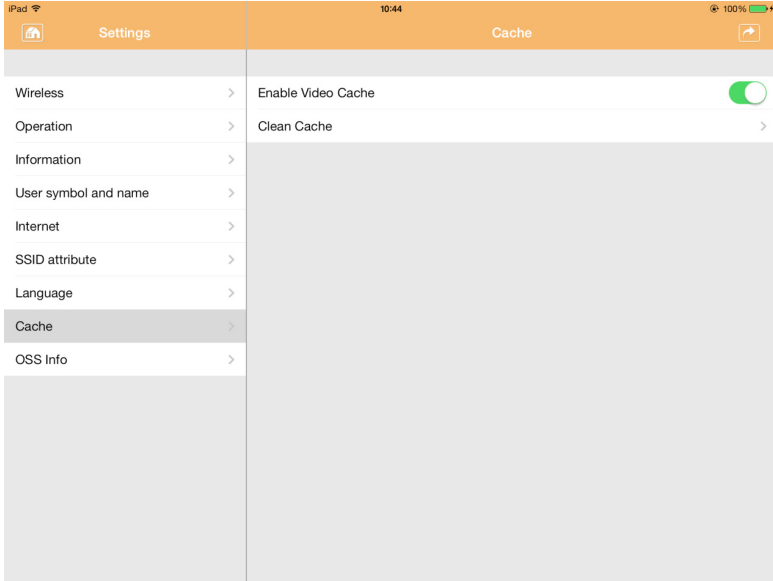 iPad 10:44 100%
Settings
Cache
Wireless
Operation
Information
User symbol and name
Internet
SSID attribute
Language
Cache
OSS Info
Enable Video Cache
Clean Cache